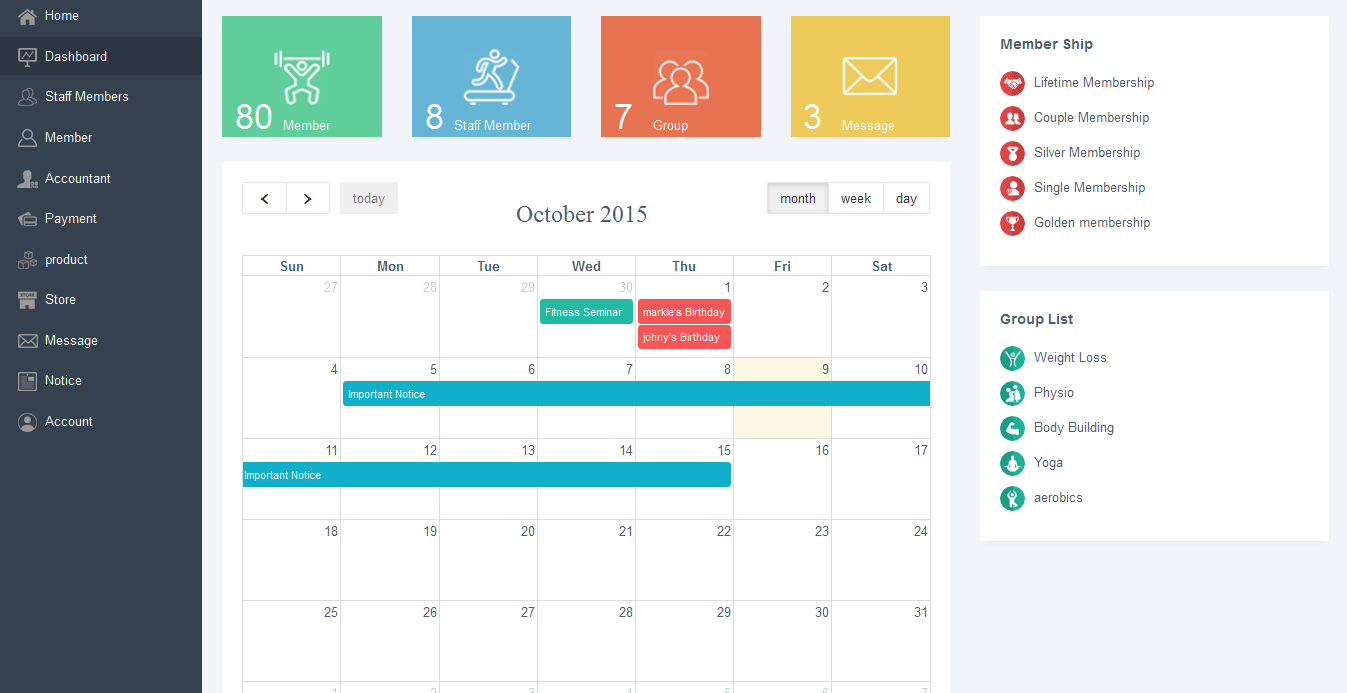 Home
Dashboard
Staff Members
Member
Accountant
Payment
product
STORE
Store
Message
Notice
Account
80 Member
8 Staff Member
7 Group
3 Message
today
October 2015
month week day
Sun Mon Tue Wed Thu Fri Sat
27 28 29 30 1 2 3
Fitness Seminar markle's Birthday
johny's Birthday
4 5 6 7 8 9 10
Important Notice
11 12 13 14 15 16 17
Important Notice
18 19 20 21 22 23 24
25 26 27 28 29 30 31
1 2 3 4 5 6 7
Member Ship
Lifetime Membership
Couple Membership
Silver Membership
Single Membership
Golden membership
Group List
Weight Loss
Physio
Body Building
Yoga
aerobics